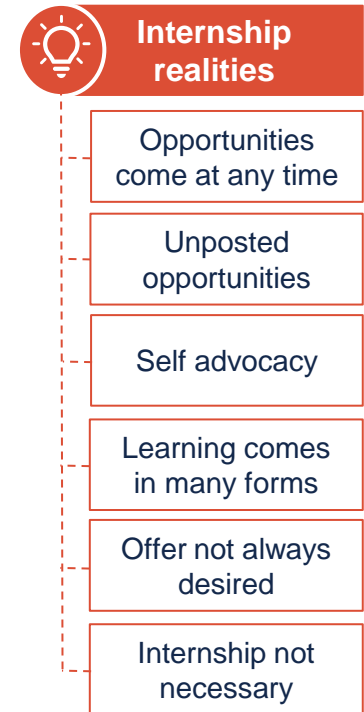 Internship
realities
Opportunities
come at any time
Unposted
opportunities
Self advocacy
Learning comes
in many forms
Offer not always
desired
Internship not
necessary